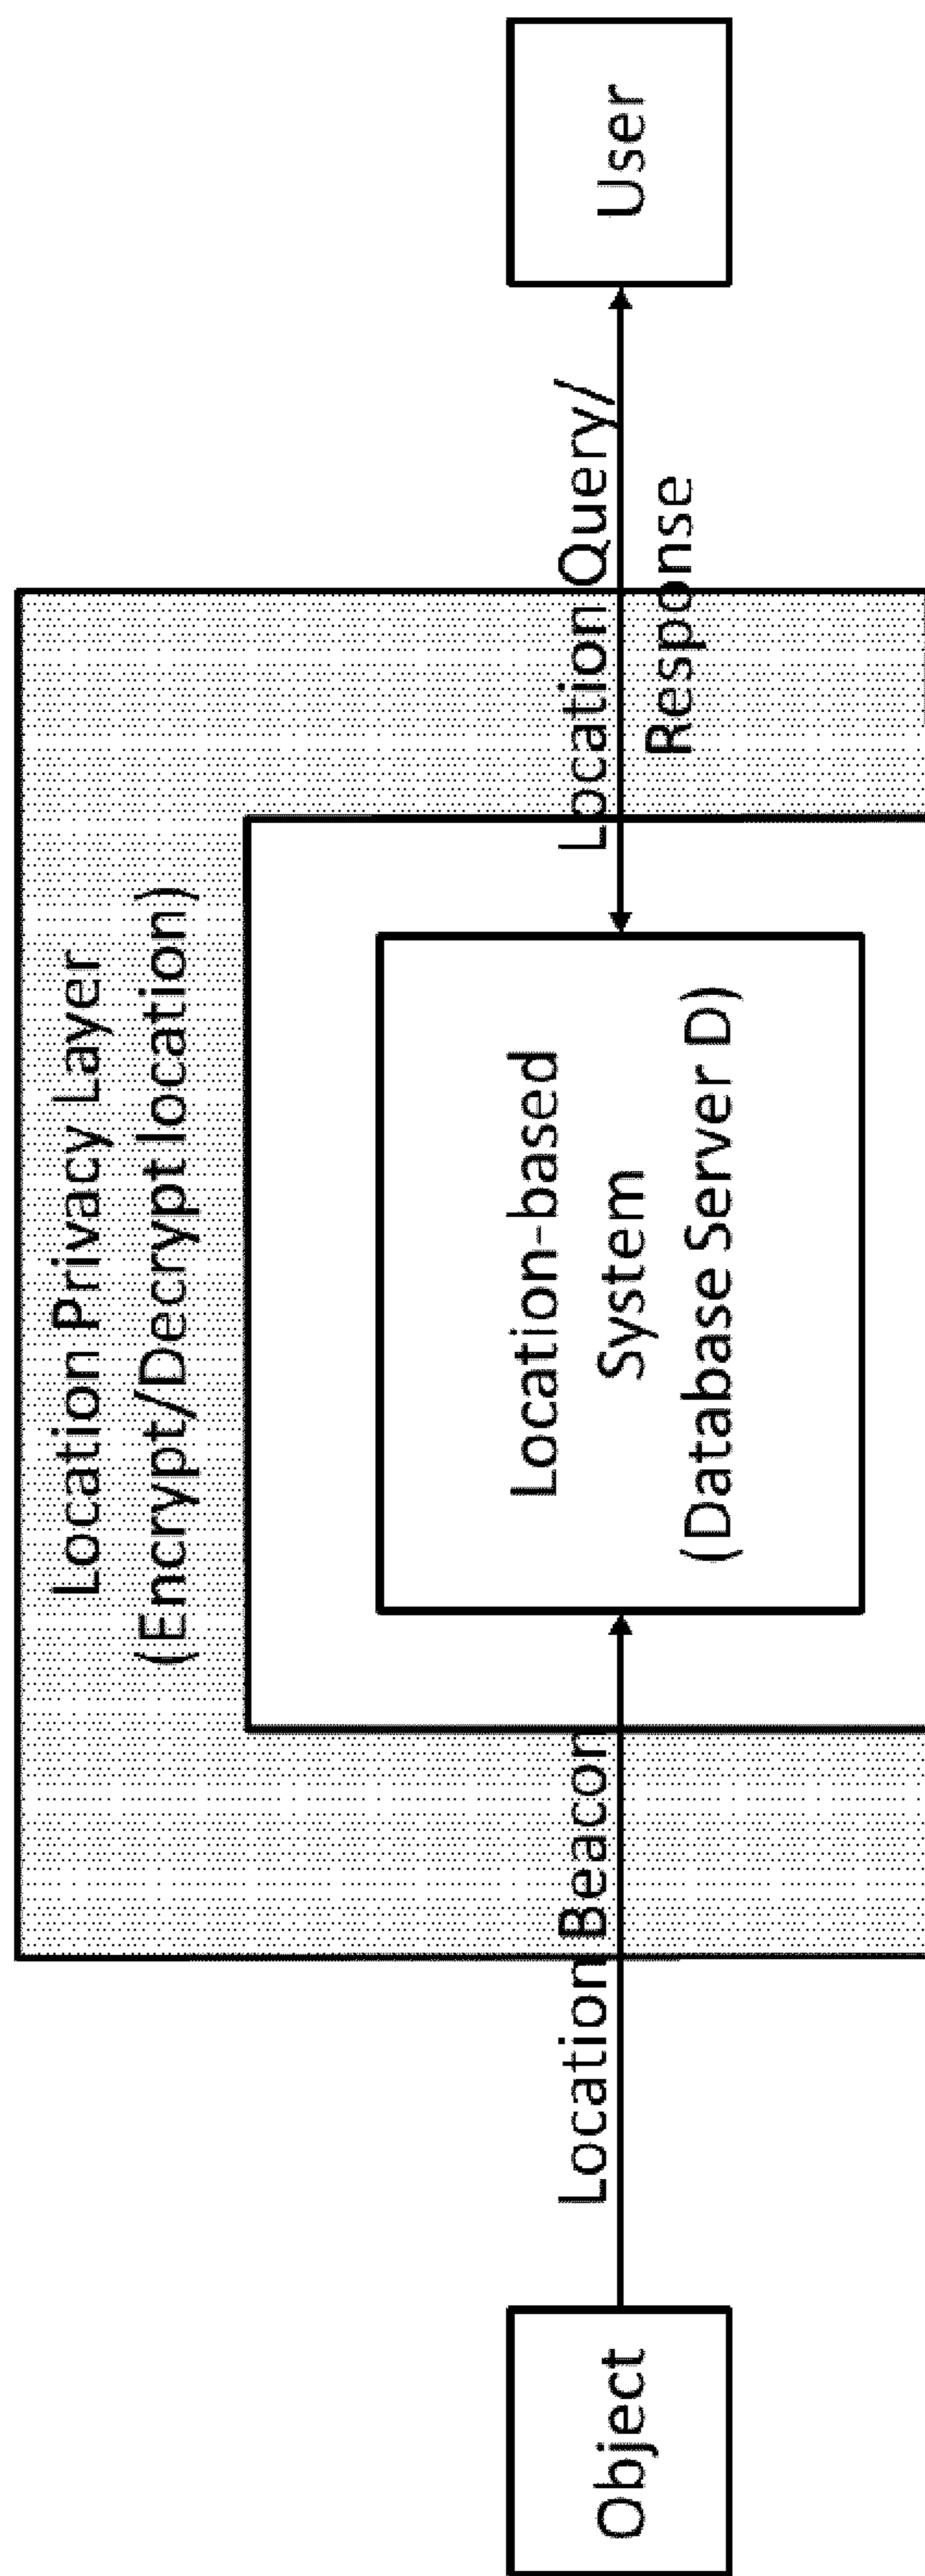 Location Privacy Layer
(Encrypt/Decrypt location)
Object
Location Beacon
Location-based
System
(Database Server D)
Location Query/
Response
User